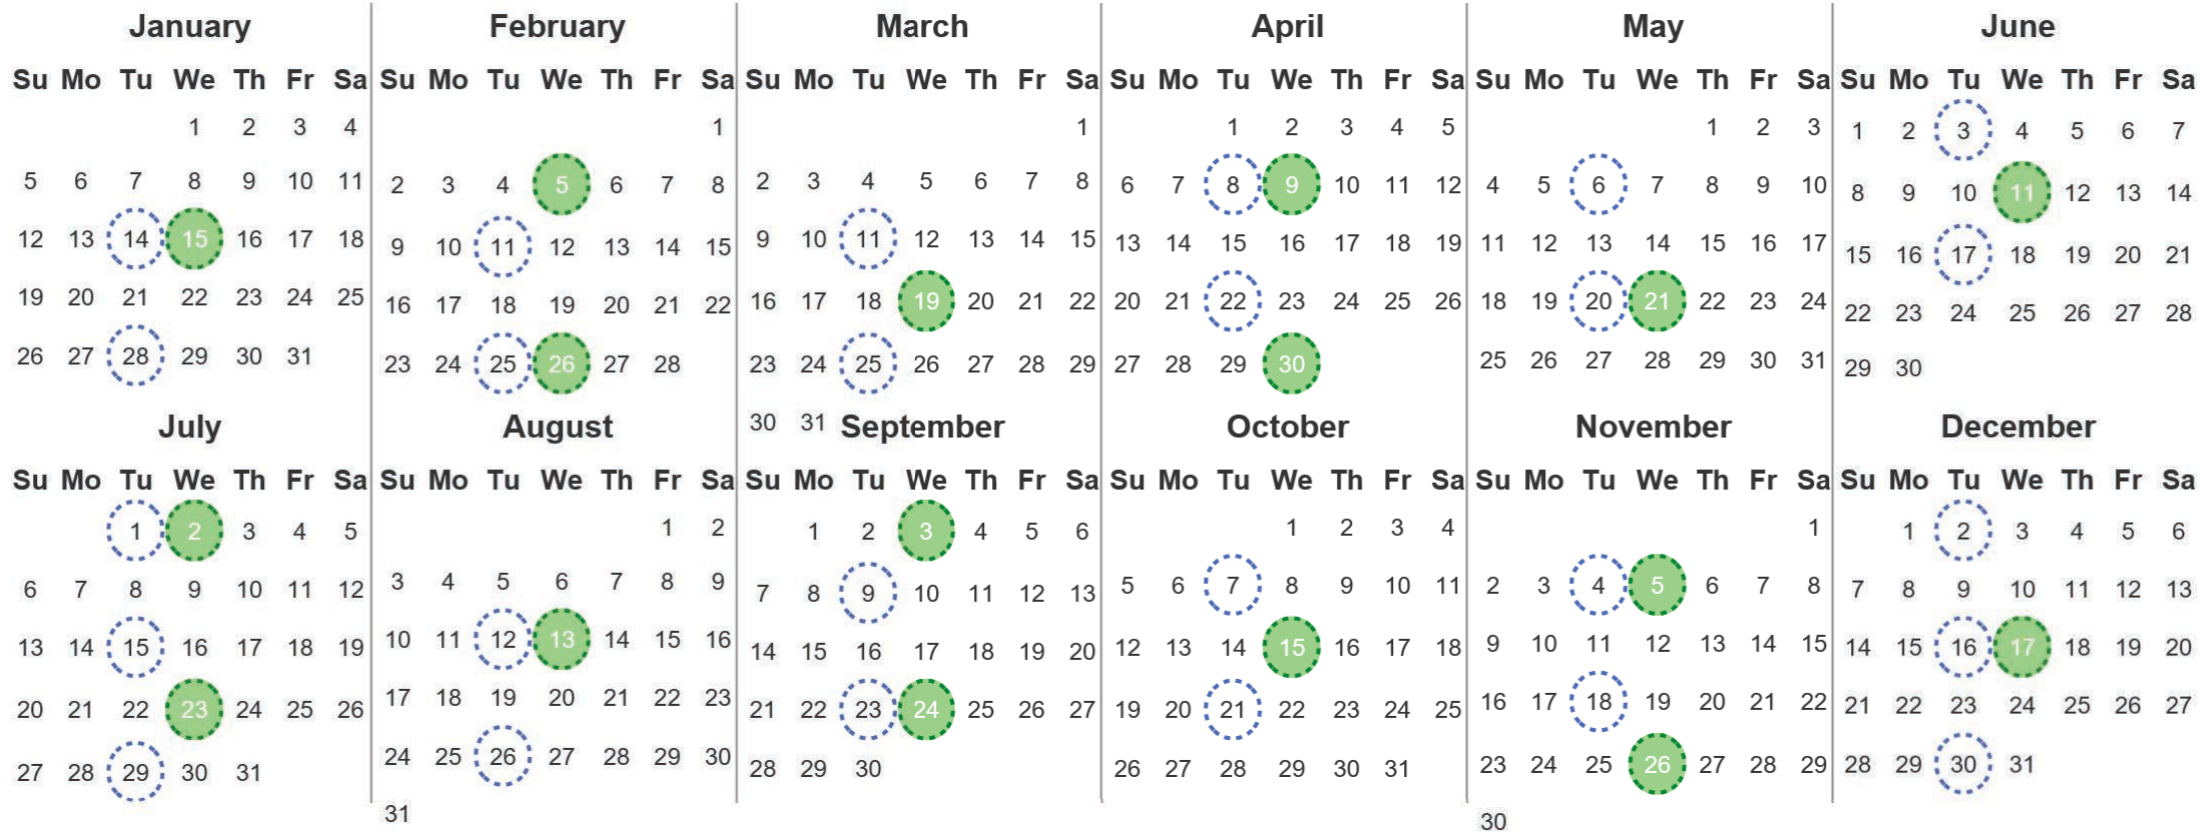 January February March April May June
Su Mo Tu We Th Fr Sa Su Mo Tu We Th Fr Sa Su Mo Tu We Th Fr Sa Su Mo Tu We Th Fr Sa Su Mo Tu We Th Fr Sa Su Mo Tu We Th Fr Sa
1 2 3 4 1 1 1 2 3 4 5 1 2 3 1 2 3 4 5 6 7
5 6 7 8 9 10 11 2 3 4 5 6 7 8 2 3 4 5 6 7 8 6 7 8 9 10 11 12 4 5 6 7 8 9 10 8 9 10 11 12 13 14
12 13 14 15 16 17 18 9 10 11 12 13 14 15 9 10 11 12 13 14 15 13 14 15 16 17 18 19 11 12 13 14 15 16 17 15 16 17 18 19 20 21
19 20 21 22 23 24 25 16 17 18 19 20 21 22 16 17 18 19 20 21 22 20 21 22 23 24 25 26 18 19 20 21 22 23 24 22 23 24 25 26 27 28
26 27 28 29 30 31 23 24 25 26 27 28 23 24 25 26 27 28 29 27 28 29 30 25 26 27 28 29 30 31 29 30
30 31
July August September October November December
Su Mo Tu We Th Fr Sa Su Mo Tu We Th Fr Sa Su Mo Tu We Th Fr Sa Su Mo Tu We Th Fr Sa Su Mo Tu We Th Fr Sa Su Mo Tu We Th Fr Sa
1 2 3 4 5 1 2 1 2 3 4 5 6 1 2 3 4 1 1 2 3 4 5 6
6 7 8 9 10 11 12 3 4 5 6 7 8 9 7 8 9 10 11 12 13 5 6 7 8 9 10 11 2 3 4 5 6 7 8 7 8 9 10 11 12 13
13 14 15 16 17 18 19 10 11 12 13 14 15 16 14 15 16 17 18 19 20 12 13 14 15 16 17 18 9 10 11 12 13 14 15 14 15 16 17 18 19 20
20 21 22 23 24 25 26 17 18 19 20 21 22 23 21 22 23 24 25 26 27 19 20 21 22 23 24 25 16 17 18 19 20 21 22 21 22 23 24 25 26 27
27 28 29 30 31 24 25 26 27 28 29 30 28 29 30 26 27 28 29 30 31 23 24 25 26 27 28 29 28 29 30 31
31 30